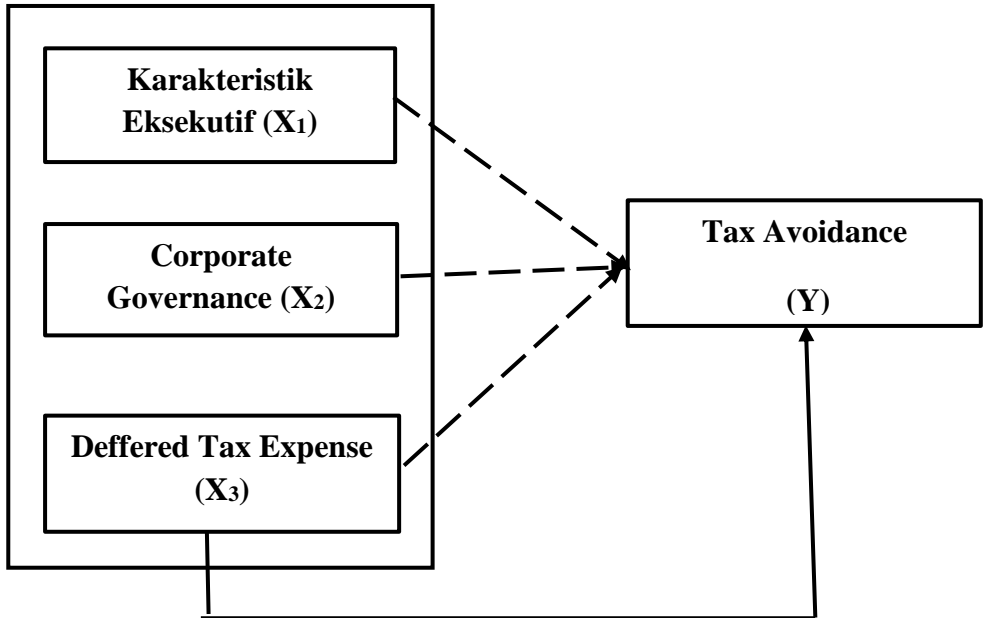 Karakteristik
Eksekutif (X₁)
Corporate
Governance (X₂)
Deffered Tax Expense
(X₃)
Tax Avoidance
(Y)